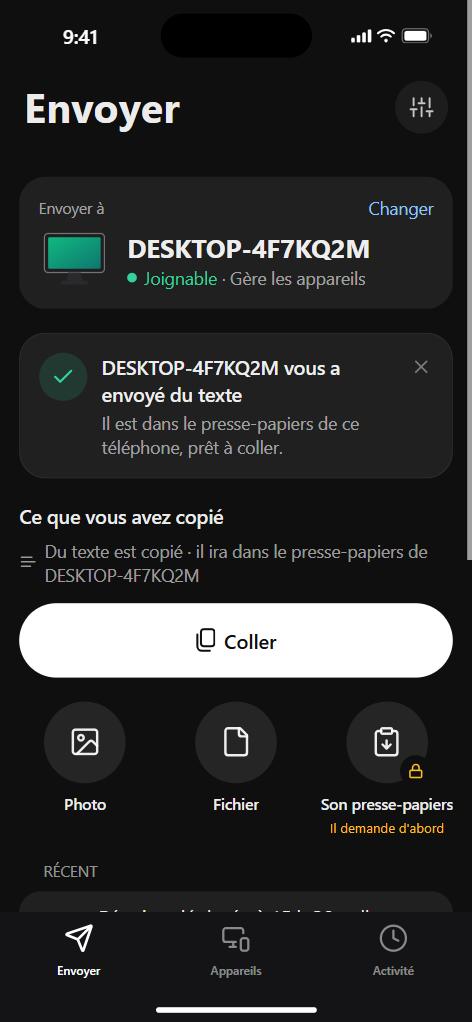 9:41
Envoyer
Envoyer à
Changer
DESKTOP-4F7KQ2M
Joignable · Gère les appareils
DESKTOP-4F7KQ2M vous a
envoyé du texte
Il est dans le presse-papiers de ce
téléphone, prêt à coller.
Ce que vous avez copié
Du texte est copié · il ira dans le presse-papiers de
DESKTOP-4F7KQ2M
Coller
Photo
Fichier
Son presse-papiers
Il demande d'abord
RÉCENT
Envoyer
Appareils
Activité